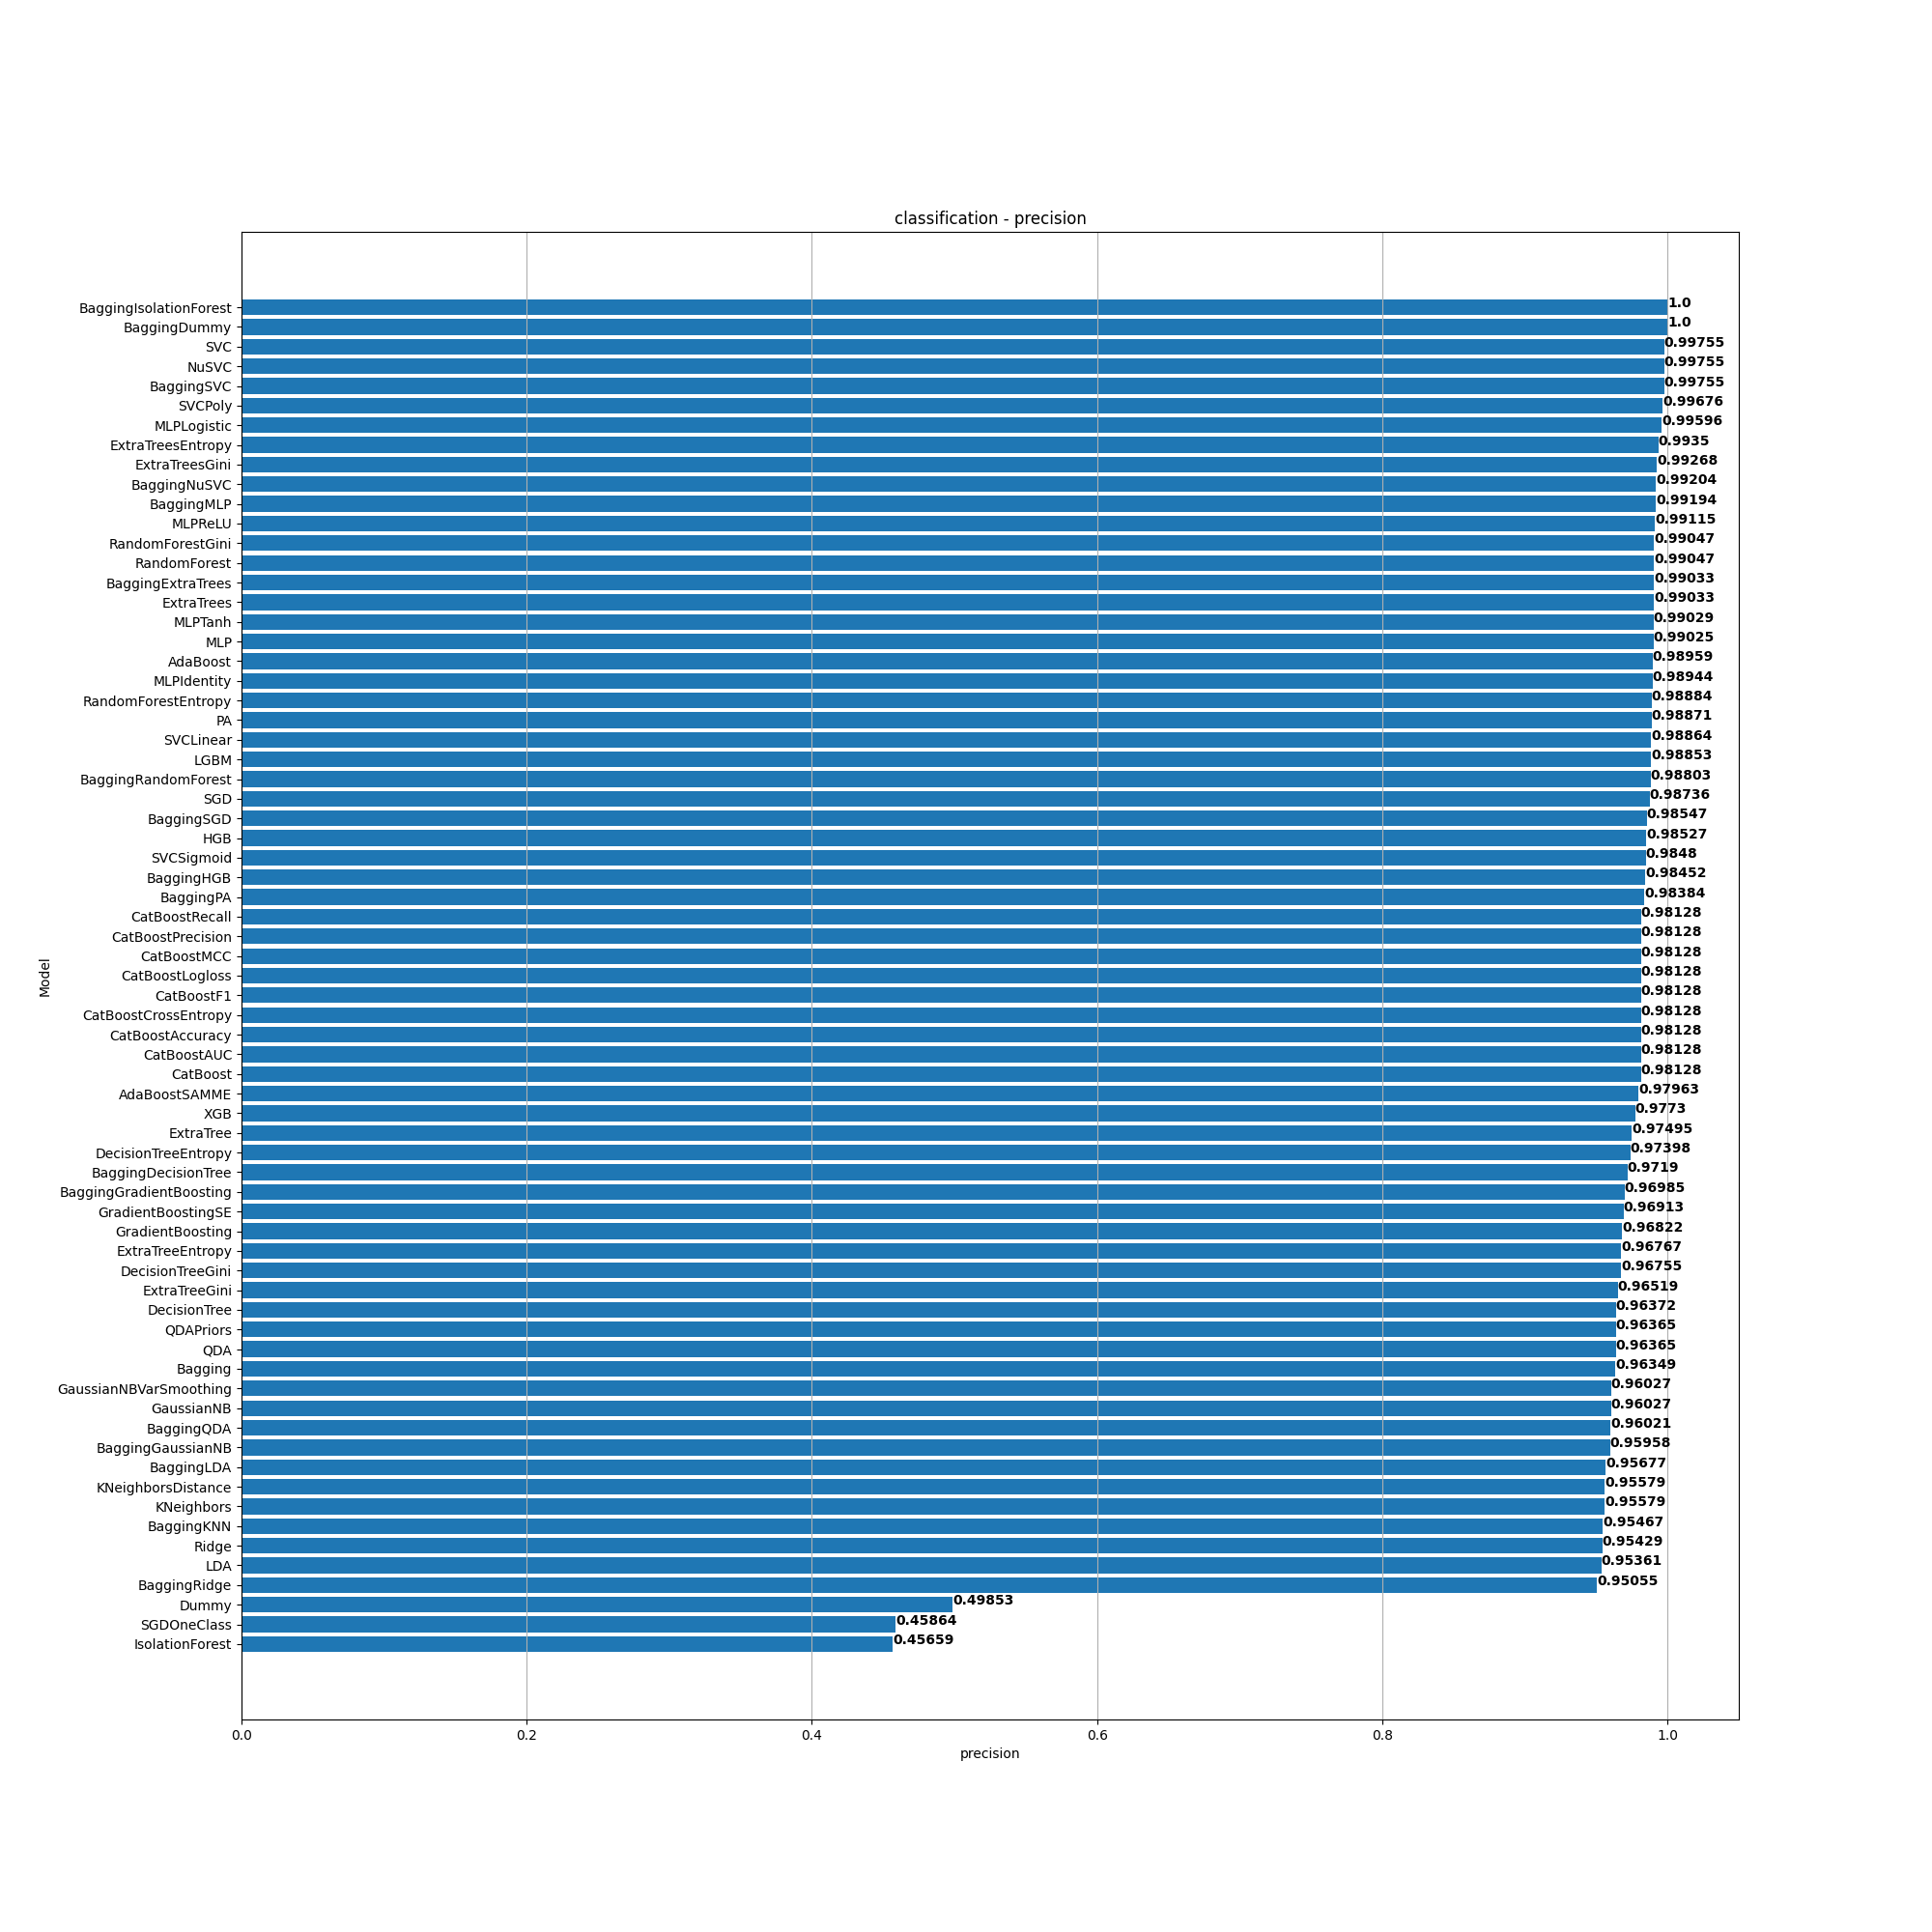 classification - precision
BaggingIsolationForest 1.0
BaggingDummy 1.0
SVC 0.99755
NuSVC 0.99755
BaggingSVC 0.99755
SVCPoly 0.99676
MLPLogistic 0.99596
ExtraTreesEntropy 0.9935
ExtraTreesGini 0.99268
BaggingNuSVC 0.99204
BaggingMLP 0.99194
MLPReLU 0.99115
RandomForestGini 0.99047
RandomForest 0.99047
BaggingExtraTrees 0.99033
ExtraTrees 0.99033
MLPTanh 0.99029
MLP 0.99025
AdaBoost 0.98959
MLPIdentity 0.98944
RandomForestEntropy 0.98884
PA 0.98871
SVCLinear 0.98864
LGBM 0.98853
BaggingRandomForest 0.98803
SGD 0.98736
BaggingSGD 0.98547
HGB 0.98527
SVCSigmoid 0.9848
BaggingHGB 0.98452
BaggingPA 0.98384
CatBoostRecall 0.98128
CatBoostPrecision 0.98128
CatBoostMCC 0.98128
CatBoostLogloss 0.98128
CatBoostF1 0.98128
CatBoostCrossEntropy 0.98128
CatBoostAccuracy 0.98128
CatBoostAUC 0.98128
CatBoost 0.98128
AdaBoostSAMME 0.97963
XGB 0.9773
ExtraTree 0.97495
DecisionTreeEntropy 0.97398
BaggingDecisionTree 0.9719
BaggingGradientBoosting 0.96985
GradientBoostingSE 0.96913
GradientBoosting 0.96822
ExtraTreeEntropy 0.96767
DecisionTreeGini 0.96755
ExtraTreeGini 0.96519
DecisionTree 0.96372
QDAPriors 0.96365
QDA 0.96365
Bagging 0.96349
GaussianNBVarSmoothing 0.96027
GaussianNB 0.96027
BaggingQDA 0.96021
BaggingGaussianNB 0.95958
BaggingLDA 0.95677
KNeighborsDistance 0.95579
KNeighbors 0.95579
BaggingKNN 0.95467
Ridge 0.95429
LDA 0.95361
BaggingRidge 0.95055
Dummy 0.49853
SGDOneClass 0.45864
IsolationForest 0.45659
Model
0.0 0.2 0.4 0.6 0.8 1.0
precision